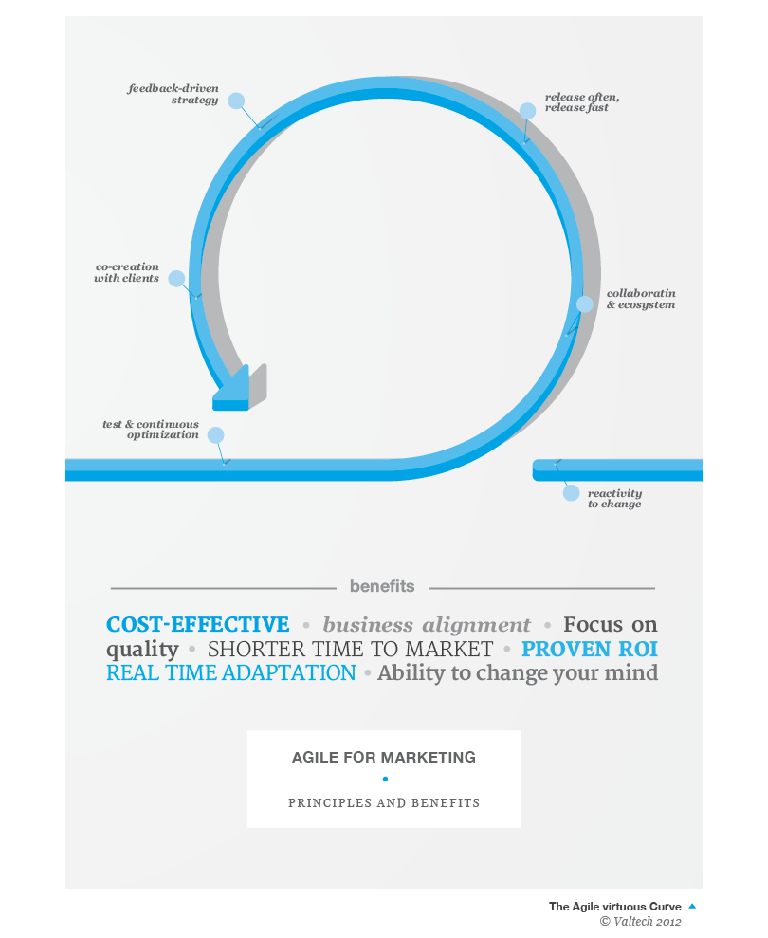 feedback-driven
strategy
release often,
release fast
co-creation
with clients
collaboratin
& ecosystem
test & continuous
optimization
reactivity
to change
benefits
COST-EFFECTIVE • business alignment • Focus on
quality • SHORTER TIME TO MARKET • PROVEN ROI
REAL TIME ADAPTATION • Ability to change your mind
AGILE FOR MARKETING
•
PRINCIPLES AND BENEFITS
The Agile virtuous Curve ▲
© Valtech 2012